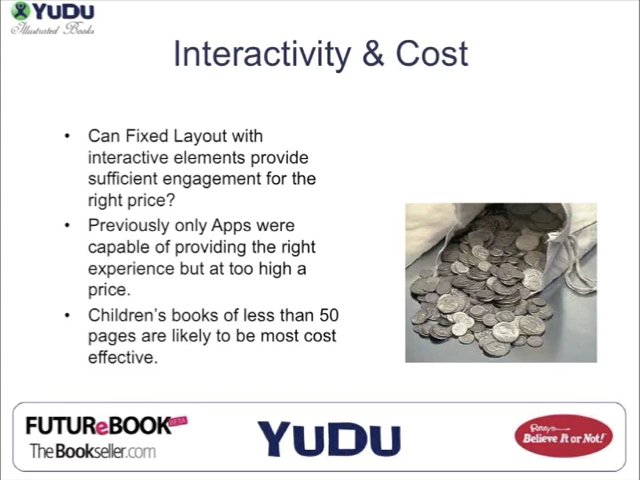 YUDU
Illustrated Books
Interactivity & Cost
• Can Fixed Layout with
interactive elements provide
sufficient engagement for the
right price?
• Previously only Apps were
capable of providing the right
experience but at too high a
price.
• Children's books of less than 50
pages are likely to be most cost
effective.
FUTUReBOOK BETA
TheBookseller.com
YUDU
Ripley's
Believe It or Not!